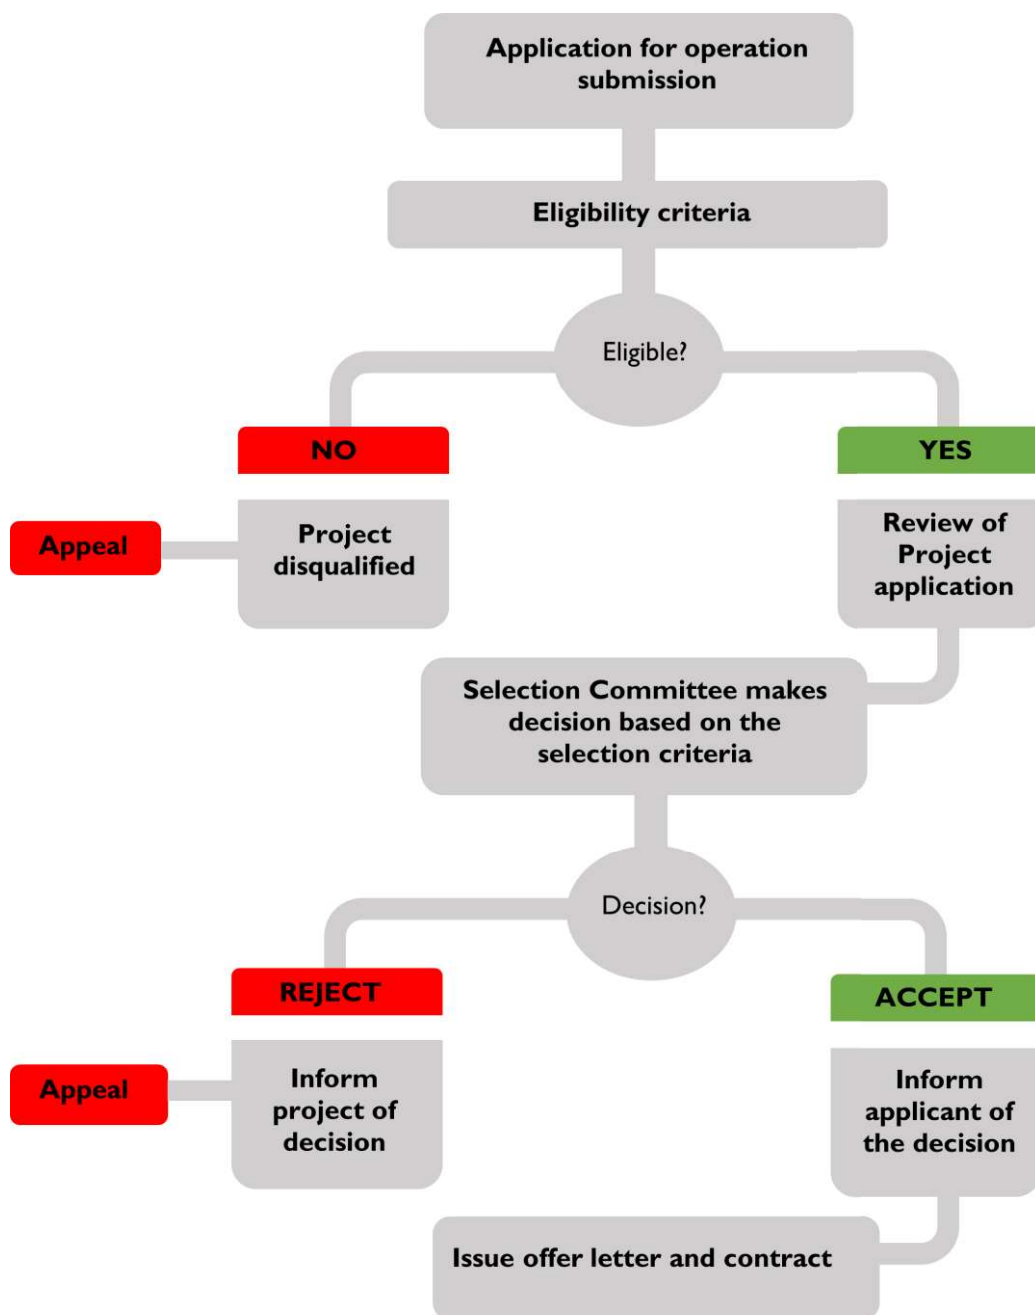 Application for operation
submission
Eligibility criteria
Eligible?
NO
YES
Appeal
Project
disqualified
Review of
Project
application
Selection Committee makes
decision based on the
selection criteria
Decision?
REJECT
ACCEPT
Appeal
Inform
project of
decision
Inform
applicant of
the decision
Issue offer letter and contract